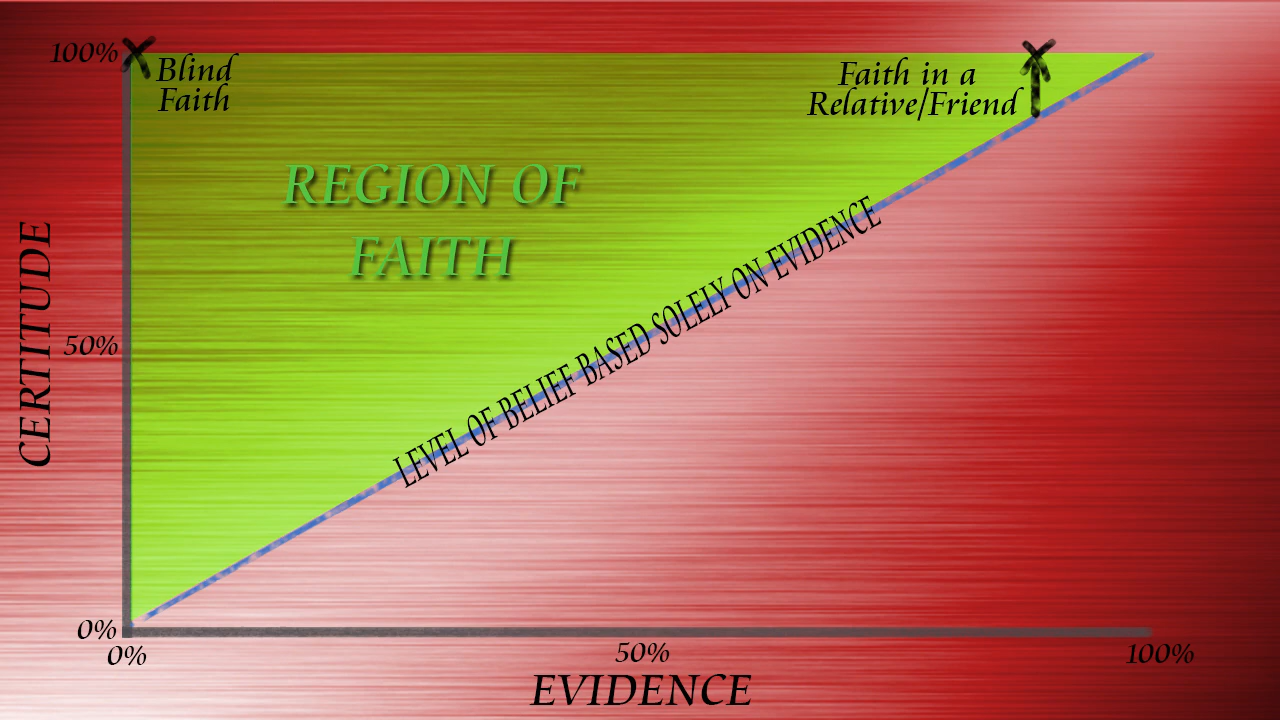 100%
Blind
Faith
Faith in a
Relative/Friend
REGION OF
FAITH
LEVEL OF BELIEF BASED SOLELY ON EVIDENCE
CERTITUDE
50%
0%
0%
50%
100%
EVIDENCE